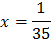 x = 1/35